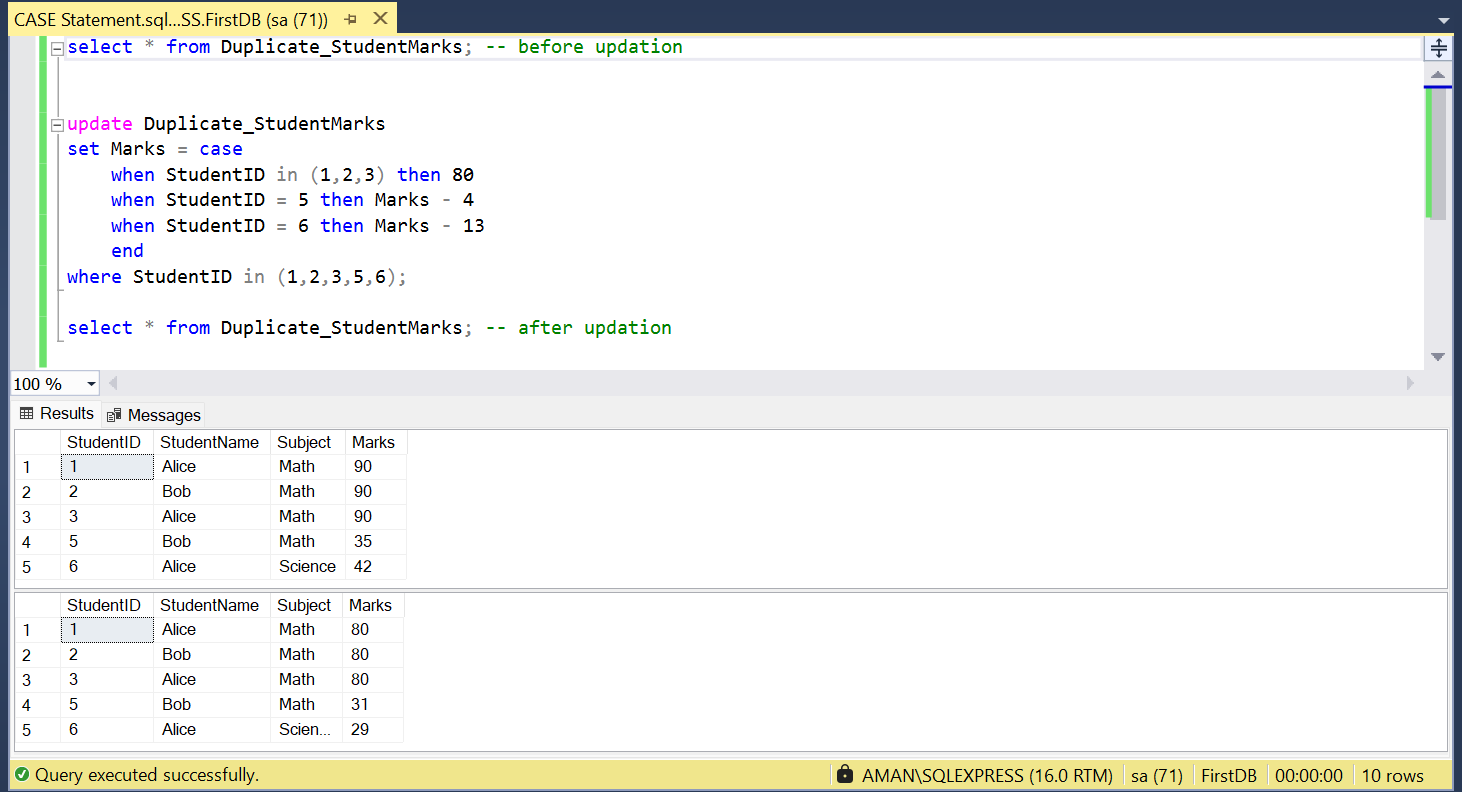 CASE Statement.sql...SS.FirstDB (sa (71))
select * from Duplicate_StudentMarks; -- before updation
update Duplicate_StudentMarks
set Marks = case
when StudentID in (1,2,3) then 80
when StudentID = 5 then Marks - 4
when StudentID = 6 then Marks - 13
end
where StudentID in (1,2,3,5,6);
select * from Duplicate_StudentMarks; -- after updation
100 %
Results Messages
StudentID StudentName Subject Marks
1 1 Alice Math 90
2 2 Bob Math 90
3 3 Alice Math 90
4 5 Bob Math 35
5 6 Alice Science 42
StudentID StudentName Subject Marks
1 1 Alice Math 80
2 2 Bob Math 80
3 3 Alice Math 80
4 5 Bob Math 31
5 6 Alice Scien... 29
Query executed successfully. AMAN\SQLEXPRESS (16.0 RTM) sa (71) FirstDB 00:00:00 10 rows